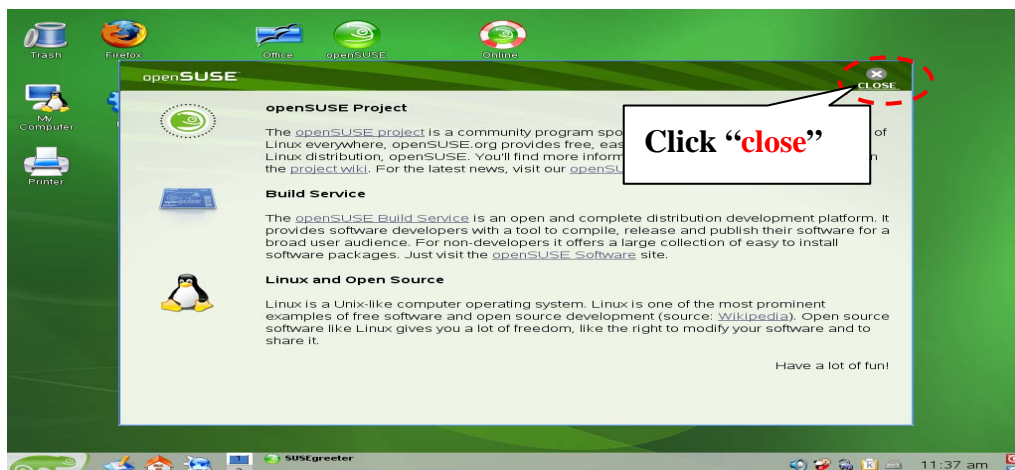 Trash
Firefox
Office
openSUSE
Online
My
Computer
Printer
openSUSE
CLOSE
Click “close”
openSUSE Project
The openSUSE project is a community program of
Linux everywhere, openSUSE.org provides free,
Linux distribution, openSUSE. You'll find more
the project wiki. For the latest news, visit our
Build Service
The openSUSE Build Service is an open and complete distribution development platform. It
provides software developers with a tool to compile, release and publish their software for a
broad user audience. For non-developers it offers a large collection of easy to install
software packages. Just visit the openSUSE Software site.
Linux and Open Source
Linux is a Unix-like computer operating system. Linux is one of the most prominent
examples of free software and open source development (source: Wikipedia). Open source
software like Linux gives you a lot of freedom, like the right to modify your software and to
share it.
Have a lot of fun!
1
SUSEgreeter
11:37 am